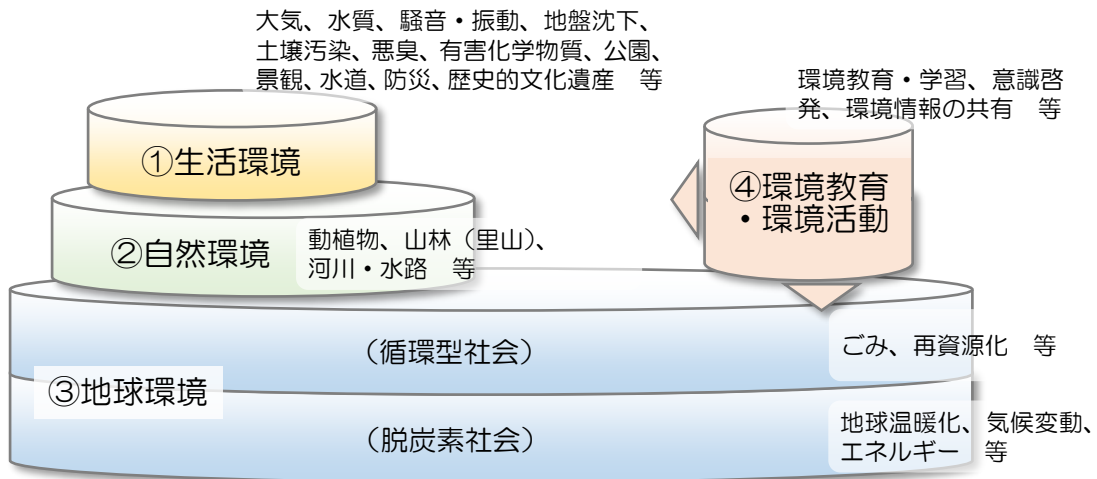 大気、水質、騒音・振動、地盤沈下、
土壌汚染、悪臭、有害化学物質、公園、
景観、水道、防災、歴史的文化遺産　等
環境教育・学習、意識啓
発、環境情報の共有　等
①生活環境
④環境教育
・環境活動
②自然環境
動植物、山林（里山）、
河川・水路　等
（循環型社会）
ごみ、再資源化　等
③地球環境
（脱炭素社会）
地球温暖化、気候変動、
エネルギー　等